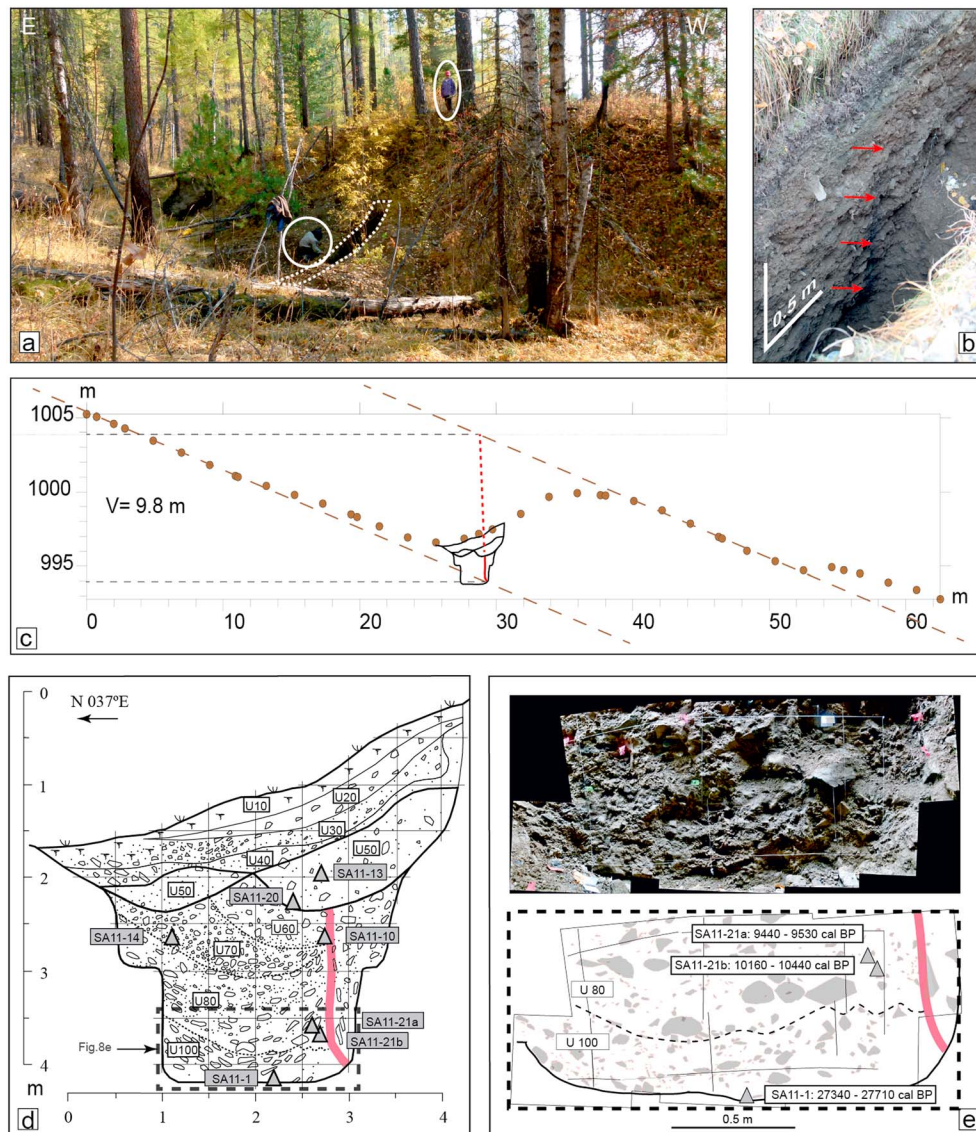 E W
a
0.5 m
b
m
1005
1000
995
V= 9.8 m
0 10 20 30 40 50 60 m
c
0
N 037ºE
1
U10
U20
U30
U50
U40
SA11-13
2
U50
SA11-20
U60
SA11-14
SA11-10
U70
3
U80
SA11-21a
SA11-21b
Fig.8e
U100
4
SA11-1
m
0 1 2 3 4
d
SA11-21a: 9440 - 9530 cal BP
SA11-21b: 10160 - 10440 cal BP
U 80
U 100
SA11-1: 27340 - 27710 cal BP
0.5 m
e